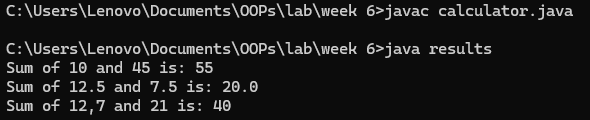 C:\Users\Lenovo\Documents\OOPs\lab\week 6>javac calculator.java
C:\Users\Lenovo\Documents\OOPs\lab\week 6>java results
Sum of 10 and 45 is: 55
Sum of 12.5 and 7.5 is: 20.0
Sum of 12,7 and 21 is: 40